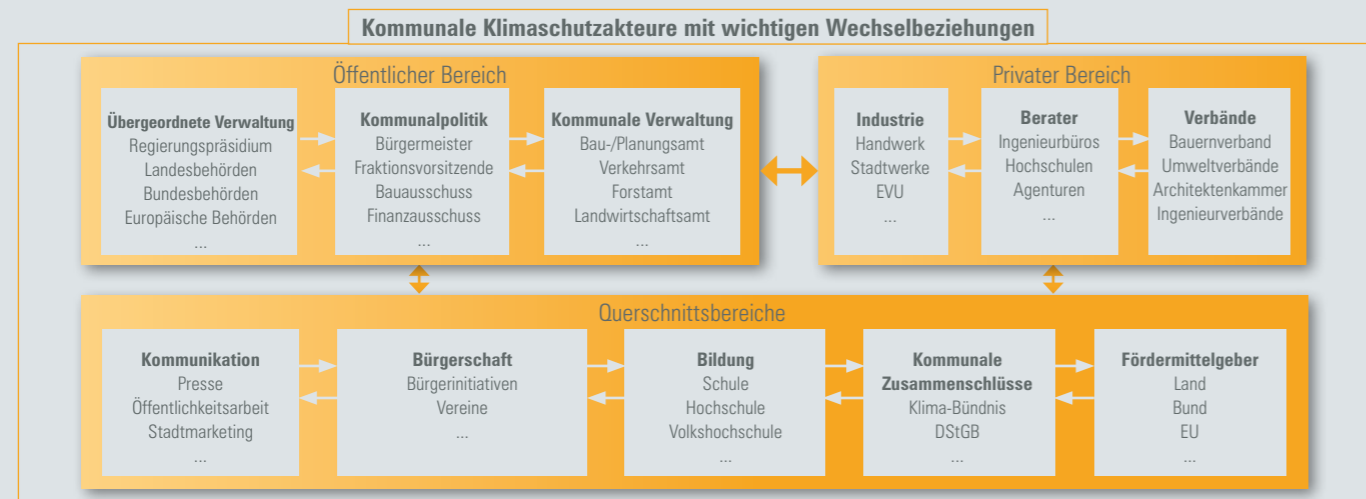 Kommunale Klimaschutzakteure mit wichtigen Wechselbeziehungen
Öffentlicher Bereich
Übergeordnete Verwaltung
Regierungspräsidium
Landesbehörden
Bundesbehörden
Europäische Behörden
...
Kommunalpolitik
Bürgermeister
Fraktionsvorsitzende
Bauausschuss
Finanzausschuss
...
Kommunale Verwaltung
Bau-/Planungsamt
Verkehrsamt
Forstamt
Landwirtschaftsamt
...
Privater Bereich
Industrie
Handwerk
Stadtwerke
EVU
...
Berater
Ingenieurbüros
Hochschulen
Agenturen
...
Verbände
Bauernverband
Umweltverbände
Architektenkammer
Ingenieurverbände
Querschnittsbereiche
Kommunikation
Presse
Öffentlichkeitsarbeit
Stadtmarketing
...
Bürgerschaft
Bürgerinitiativen
Vereine
...
Bildung
Schule
Hochschule
Volkshochschule
...
Kommunale
Zusammenschlüsse
Klima-Bündnis
DStGB
...
Fördermittelgeber
Land
Bund
EU
...